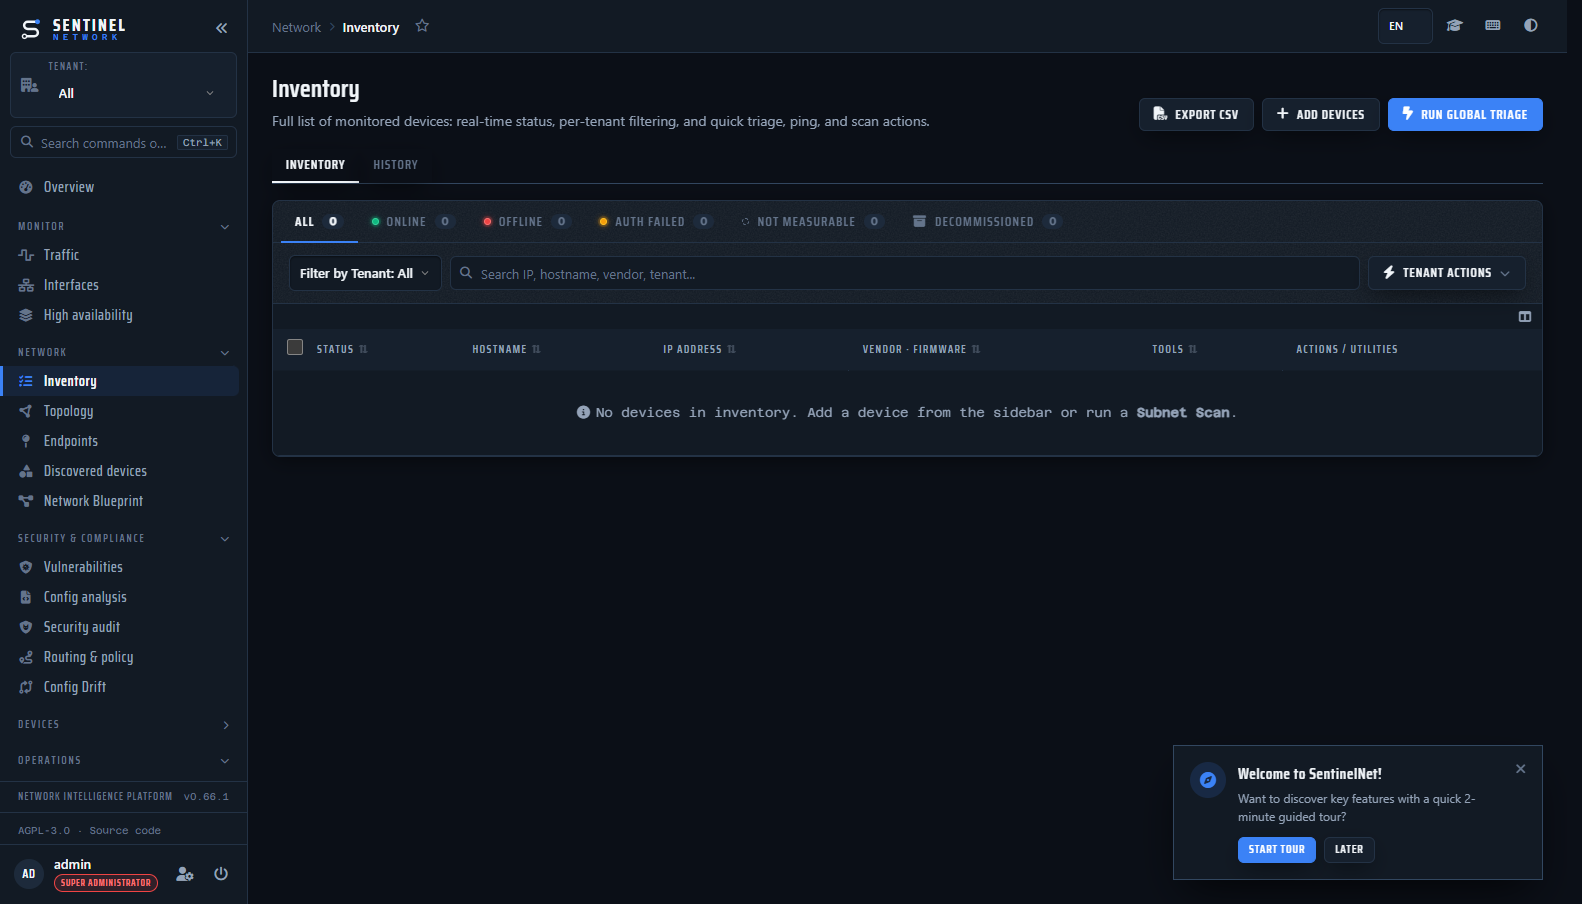 SENTINEL
NETWORK
TENANT:
All
Search commands o...
Ctrl+K
Overview
MONITOR
Traffic
Interfaces
High availability
NETWORK
Inventory
Topology
Endpoints
Discovered devices
Network Blueprint
SECURITY & COMPLIANCE
Vulnerabilities
Config analysis
Security audit
Routing & policy
Config Drift
DEVICES
OPERATIONS
NETWORK INTELLIGENCE PLATFORM v0.66.1
AGPL-3.0 · Source code
AD
admin
SUPER ADMINISTRATOR
Network
Inventory
EN
Inventory
Full list of monitored devices: real-time status, per-tenant filtering, and quick triage, ping, and scan actions.
EXPORT CSV
ADD DEVICES
RUN GLOBAL TRIAGE
INVENTORY
HISTORY
ALL 0
ONLINE 0
OFFLINE 0
AUTH FAILED 0
NOT MEASURABLE 0
DECOMMISSIONED 0
Filter by Tenant: All
Search IP, hostname, vendor, tenant...
TENANT ACTIONS
STATUS
HOSTNAME
IP ADDRESS
VENDOR · FIRMWARE
TOOLS
ACTIONS / UTILITIES
No devices in inventory. Add a device from the sidebar or run a Subnet Scan.
Welcome to SentinelNet!
Want to discover key features with a quick 2-
minute guided tour?
START TOUR
LATER